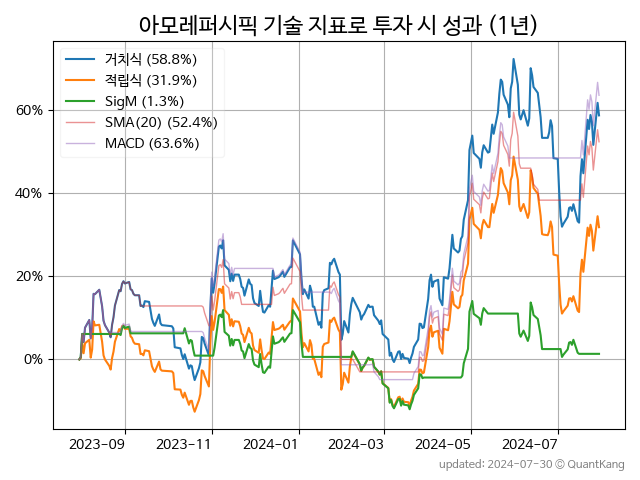 아모레퍼시픽 기술 지표로 투자 시 성과 (1년)
거치식 (58.8%)
적립식 (31.9%)
SigM (1.3%)
SMA(20) (52.4%)
MACD (63.6%)
60%
40%
20%
0%
2023-09 2023-11 2024-01 2024-03 2024-05 2024-07
updated: 2024-07-30 © QuantKang